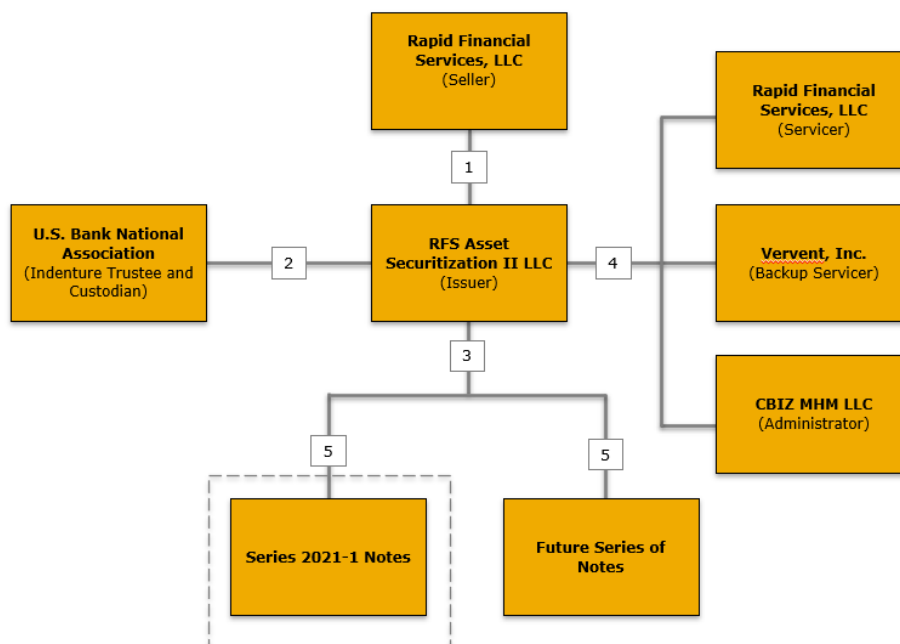 Rapid Financial
Services, LLC
(Seller)
Rapid Financial
Services, LLC
(Servicer)
1
U.S. Bank National
Association
(Indenture Trustee and
Custodian)
2
RFS Asset
Securitization II LLC
(Issuer)
4
Vervent, Inc.
(Backup Servicer)
3
CBIZ MHM LLC
(Administrator)
5
5
Series 2021-1 Notes
Future Series of
Notes